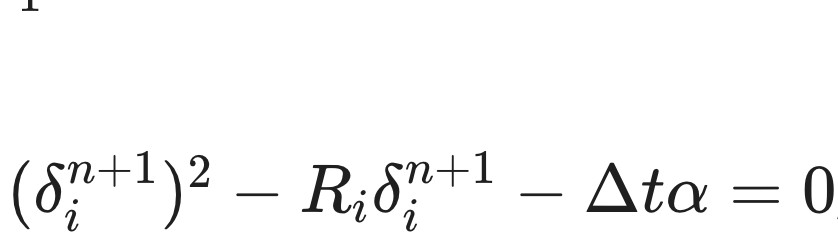 (δ_i^{n+1})^2 − R_i δ_i^{n+1} − Δtα = 0,